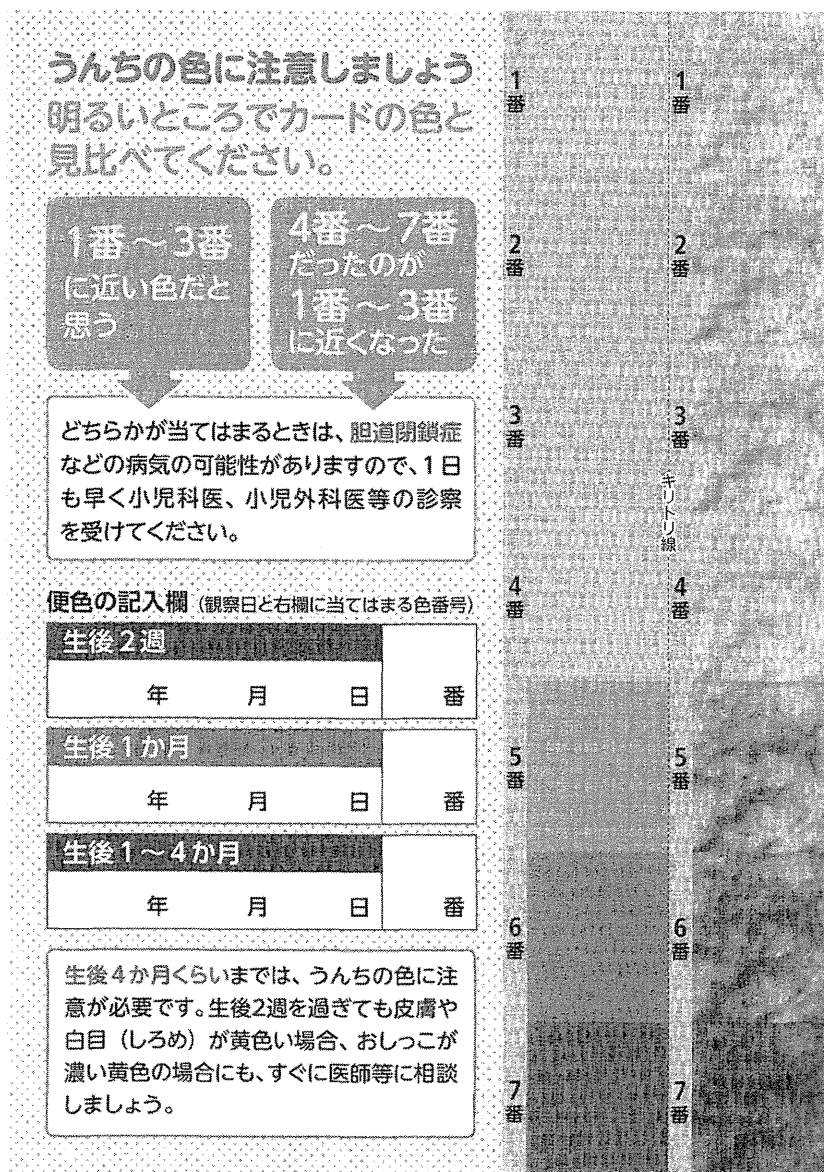 うんちの色に注意しましょう
明るいところでカードの色と
見比べてください。
1番～3番
に近い色だと
思う
4番～7番
だったのが
1番～3番
に近くなった
どちらかが当てはまるときは、胆道閉鎖症
などの病気の可能性がありますので、1日
も早く小児科医、小児外科医等の診察
を受けてください。
便色の記入欄（観察日と右欄に当てはまる色番号）
生後2週
年 月 日 番
生後1か月
年 月 日 番
生後1～4か月
年 月 日 番
生後4か月くらいまでは、うんちの色に注
意が必要です。生後2週を過ぎても皮膚や
白目（しろめ）が黄色い場合、おしっこが
濃い黄色の場合にも、すぐに医師等に相談
しましょう。
1番
2番
3番
4番
5番
6番
7番
キリトリ線
1番
2番
3番
4番
5番
6番
7番